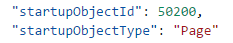 "startupObjectId": 50200,
"startupObjectType": "Page"